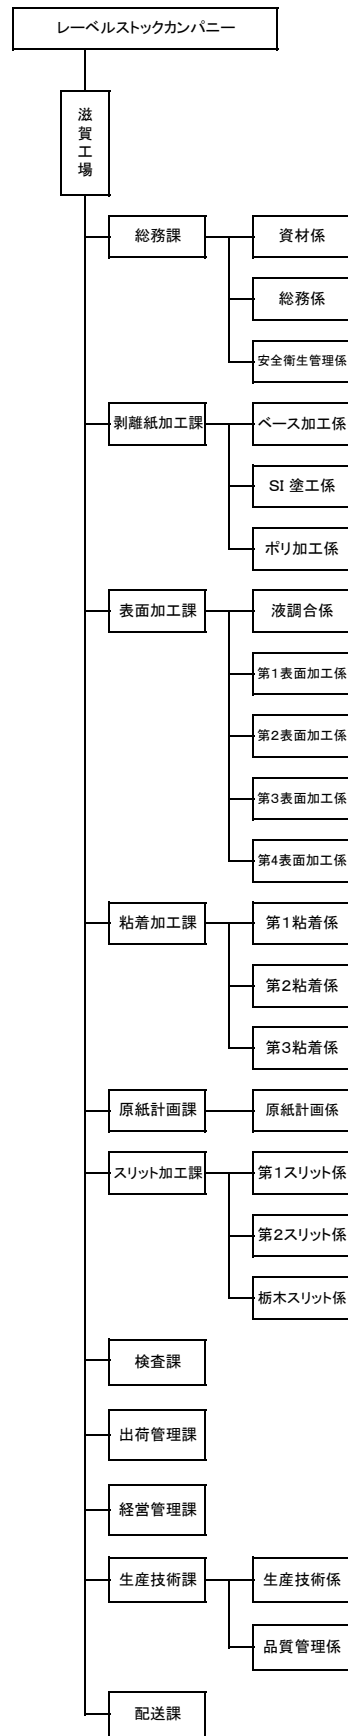 レーベルストックカンパニー
滋賀工場
総務課
資材係
総務係
安全衛生管理係
剥離紙加工課
ベース加工係
SI 塗工係
ポリ加工係
表面加工課
液調合係
第1表面加工係
第2表面加工係
第3表面加工係
第4表面加工係
粘着加工課
第1粘着係
第2粘着係
第3粘着係
原紙計画課
原紙計画係
スリット加工課
第1スリット係
第2スリット係
栃木スリット係
検査課
出荷管理課
経営管理課
生産技術課
生産技術係
品質管理係
配送課